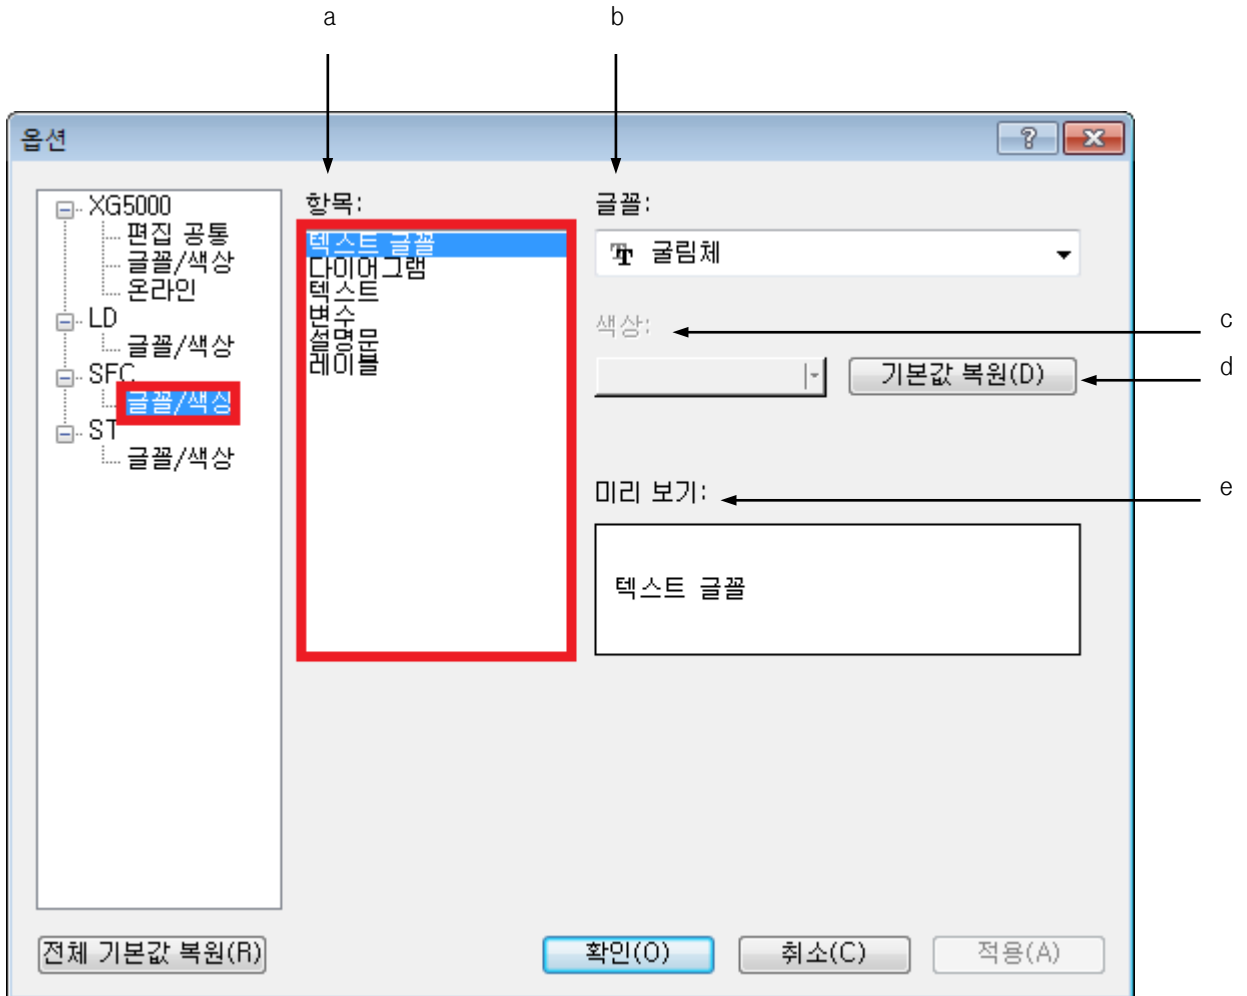 a
b
옵션
XG5000
편집 공통
글꼴/색상
온라인
LD
글꼴/색상
SFC
글꼴/색상
ST
글꼴/색상
항목:
텍스트 글꼴
다이어그램
텍스트
변수
설명문
레이블
글꼴:
굴림체
색상:
c
기본값 복원(D)
d
미리 보기:
e
텍스트 글꼴
전체 기본값 복원(R)
확인(O)
취소(C)
적용(A)